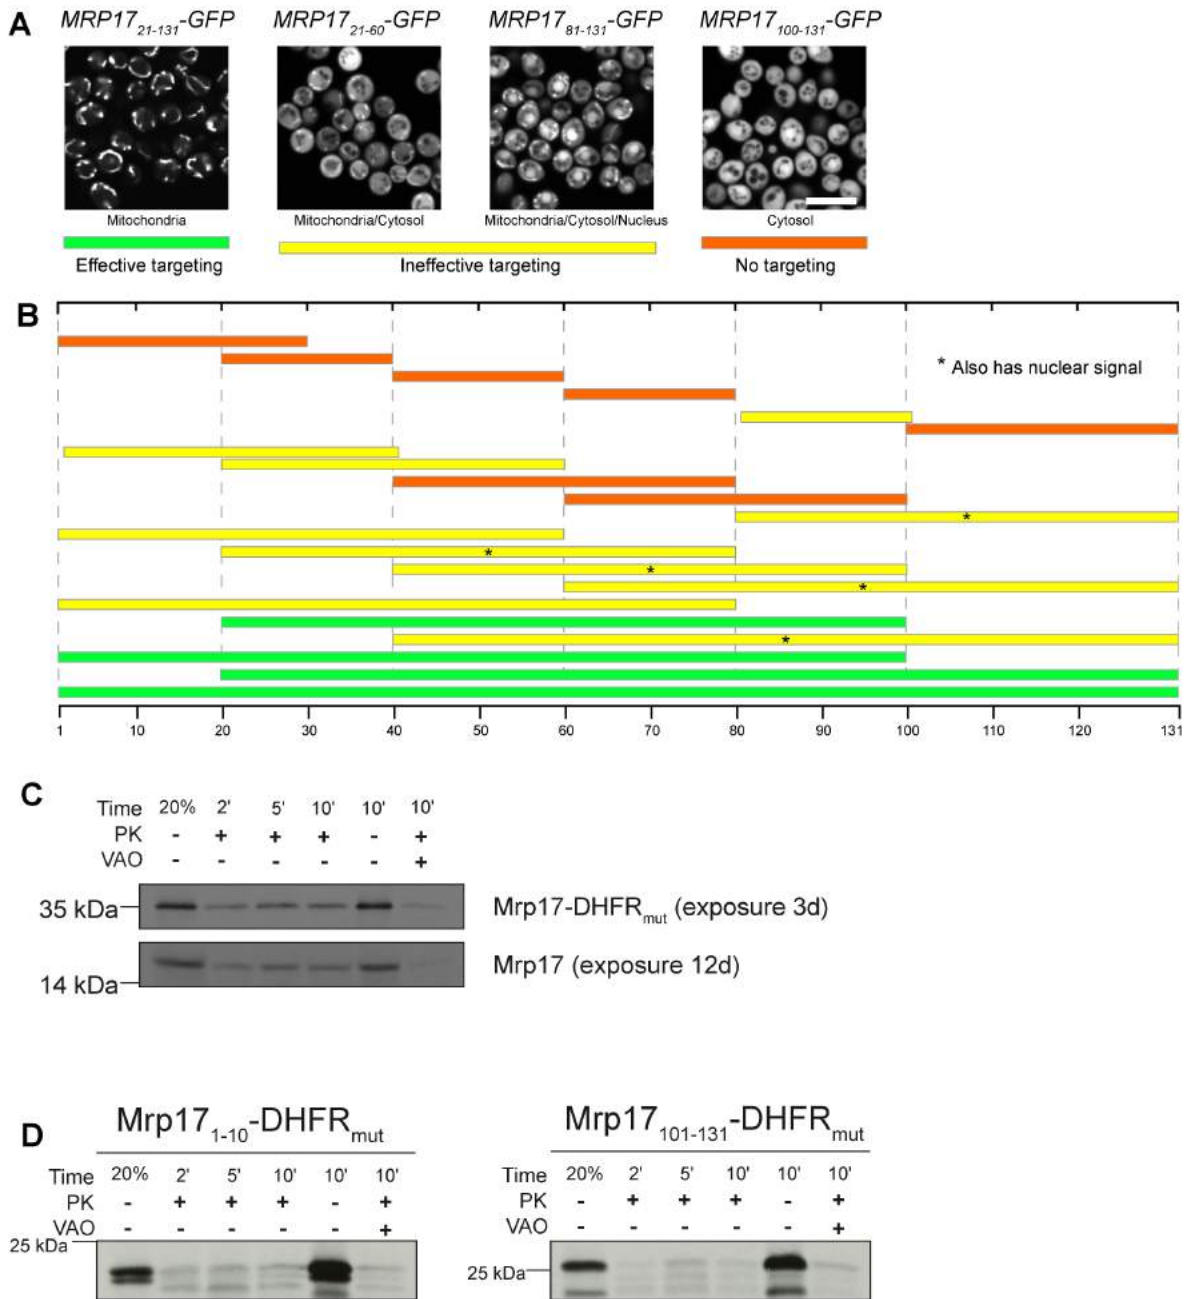 A
MRP17 21-131-GFP MRP17 21-60-GFP MRP17 81-131-GFP MRP17 100-131-GFP
Mitochondria Mitochondria/Cytosol Mitochondria/Cytosol/Nucleus Cytosol
Effective targeting Ineffective targeting No targeting
B
* Also has nuclear signal
*
*
*
*
*
1 10 20 30 40 50 60 70 80 90 100 110 120 131
C
Time 20% 2' 5' 10' 10' 10'
PK - + + + - +
VAO - - - - - +
35 kDa Mrp17-DHFRmut (exposure 3d)
14 kDa Mrp17 (exposure 12d)
D
Mrp17 1-10-DHFRmut
Time 20% 2' 5' 10' 10' 10'
PK - + + + - +
VAO - - - - - +
25 kDa
Mrp17 101-131-DHFRmut
Time 20% 2' 5' 10' 10' 10'
PK - + + + - +
VAO - - - - - +
25 kDa